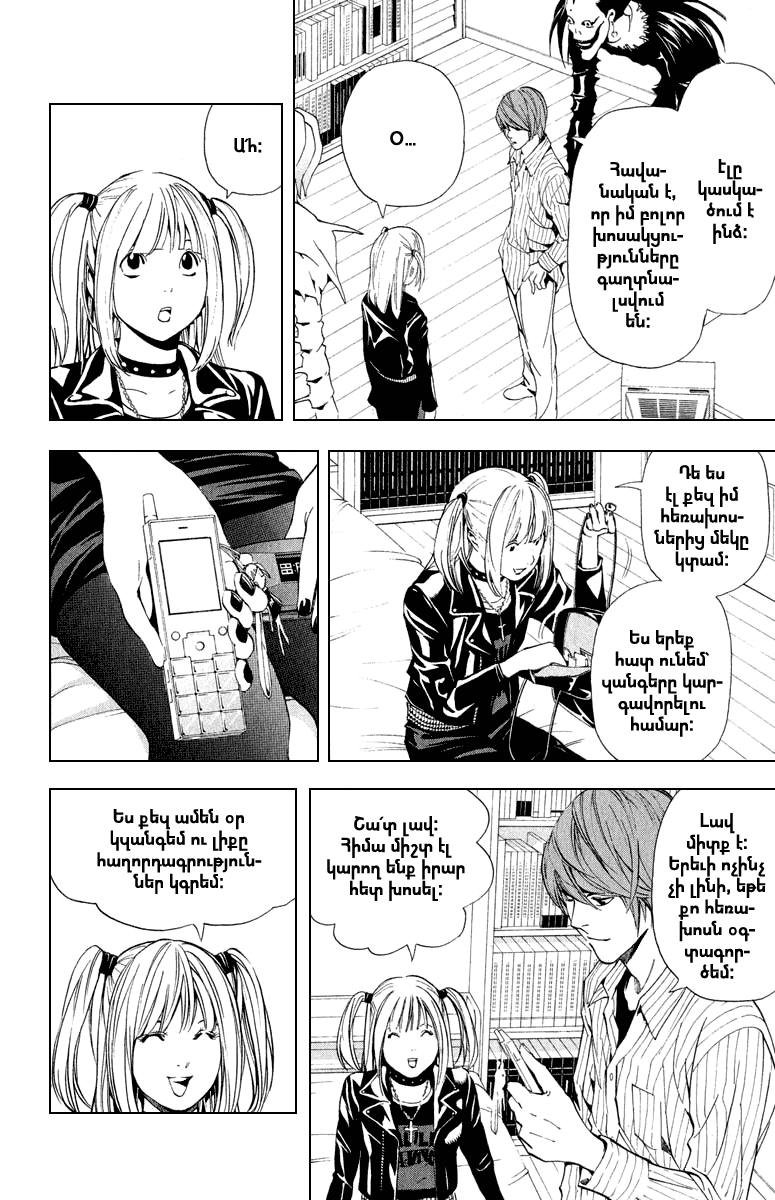 Էլը
կասկա-
ծում է
ինձ:
Հավա-
նական է,
որ իմ բոլոր
խոսակցու-
թյունները
գաղտնա-
լսվում
են:
Օ...
Ահ:
Դե ես
էլ քեզ իմ
հեռախոս-
ներից մեկը
կտամ:
Ես երեք
հատ ունեմ՝
զանգերը կար-
գավորելու
համար:
Լավ
միտք է:
Երեւի ոչինչ
չի լինի, եթե
քո հեռա-
խոսն օգ-
տագոր-
ծեմ:
Շա՜տ լավ:
Հիմա միշտ էլ
կարող ենք իրար
հետ խոսել:
Ես քեզ ամեն օր
կզանգեմ ու լիքը
հաղորդագրություն-
ներ կգրեմ: